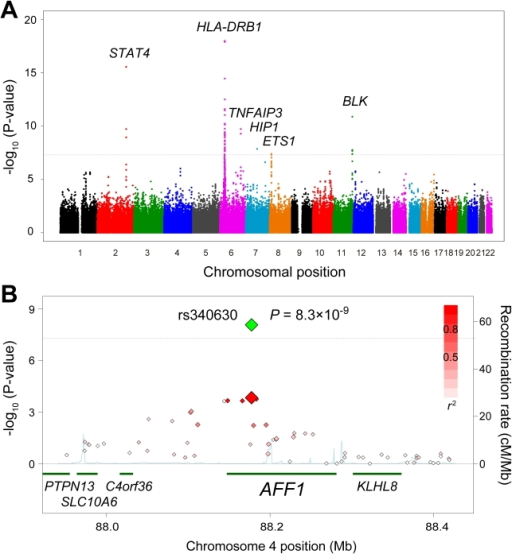 A
20
15
10
5
0
-log10 (P-value)
HLA-DRB1
STAT4
TNFAIP3
HIP1
ETS1
BLK
1 2 3 4 5 6 7 8 9 10 11 12 13 14 15 16 17 18 19 20 21 22
Chromosomal position
B
9
6
3
0
-log10 (P-value)
rs340630 P = 8.3×10-9
0.8
0.5
r2
60
40
20
0
Recombination rate (cM/Mb)
PTPN13 C4orf36 AFF1 KLHL8
SLC10A6
88.0 88.2 88.4
Chromosome 4 position (Mb)